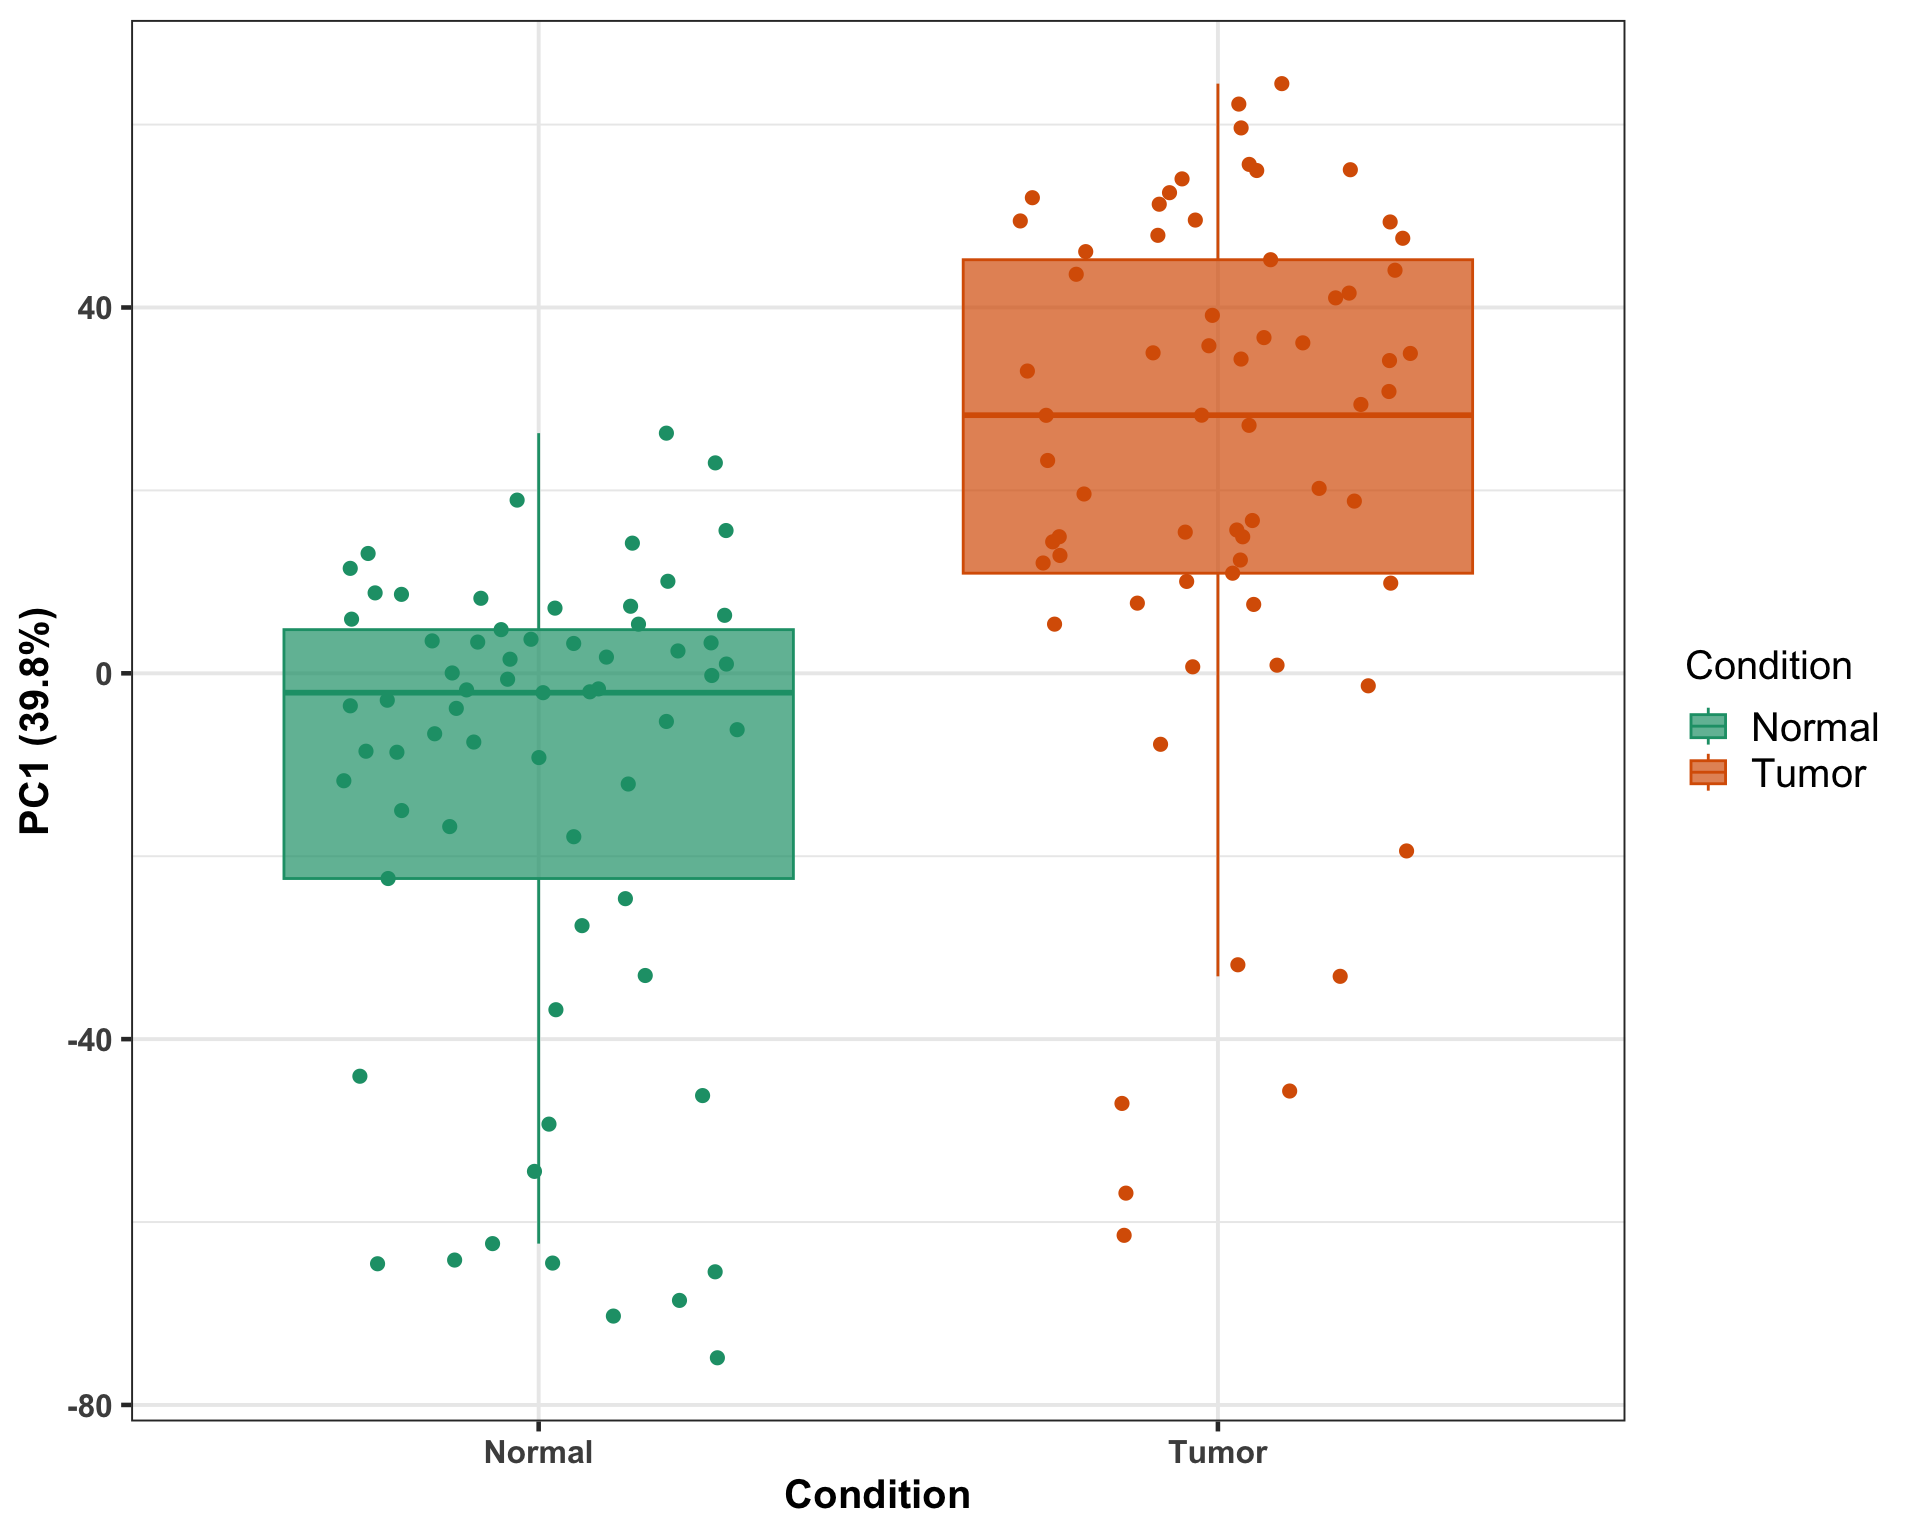 PC1 (39.8%)
40
0
-40
-80
Normal
Tumor
Condition
Condition
Normal
Tumor